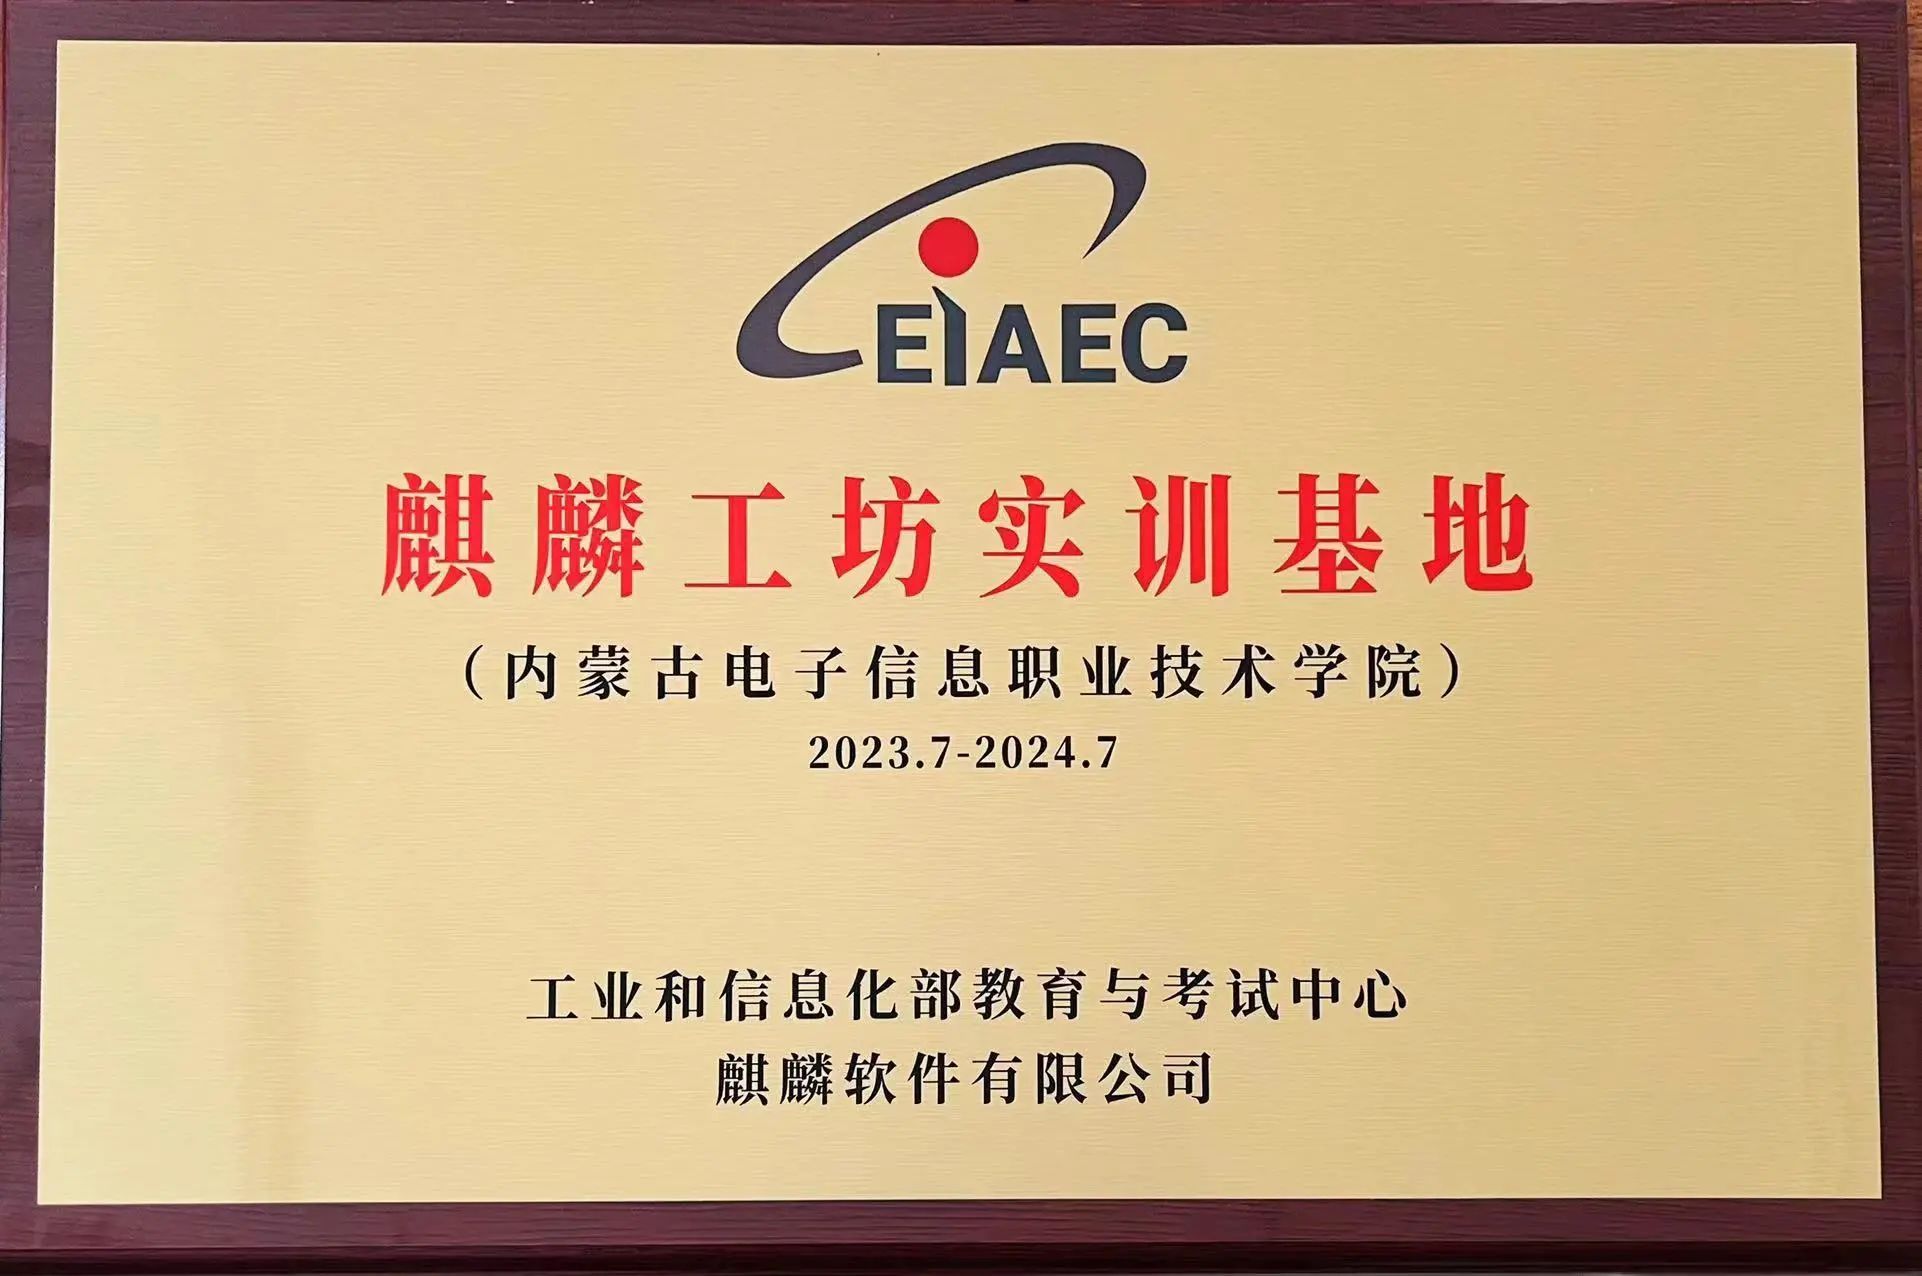 EIAEC
麒麟工坊实训基地
（内蒙古电子信息职业技术学院）
2023.7-2024.7
工业和信息化部教育与考试中心
麒麟软件有限公司